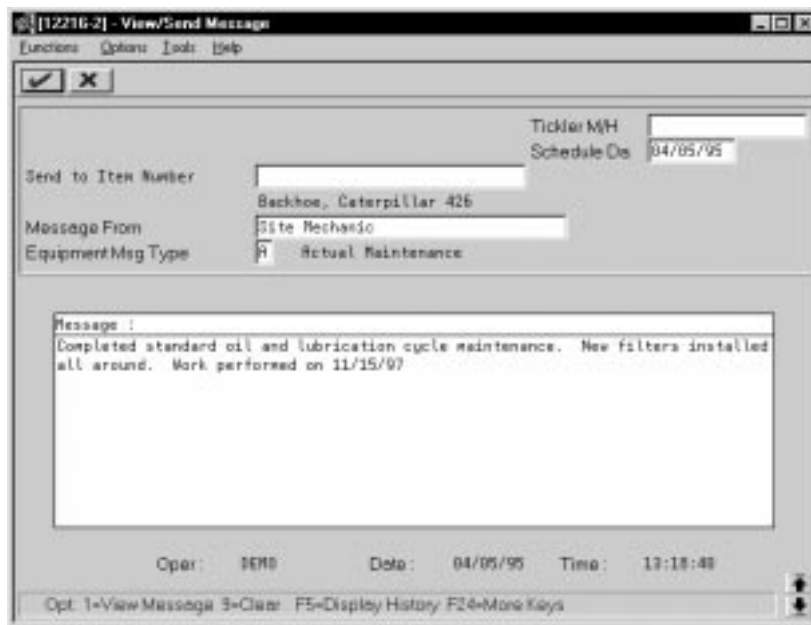 [12216-2] - View/Send Message
Functions Options Tools Help
Tickler M/H
Schedule Da 04/05/95
Send to Item Number
Backhoe, Caterpillar 426
Message From Site Mechanic
Equipment Msg Type A Actual Maintenance
Message :
Completed standard oil and lubrication cycle maintenance. New filters installed
all around. Work performed on 11/15/97
Oper: DEMO Date: 04/05/95 Time: 13:18:40
Opt: 1=View Message 9=Clear F5=Display History F24=More Keys